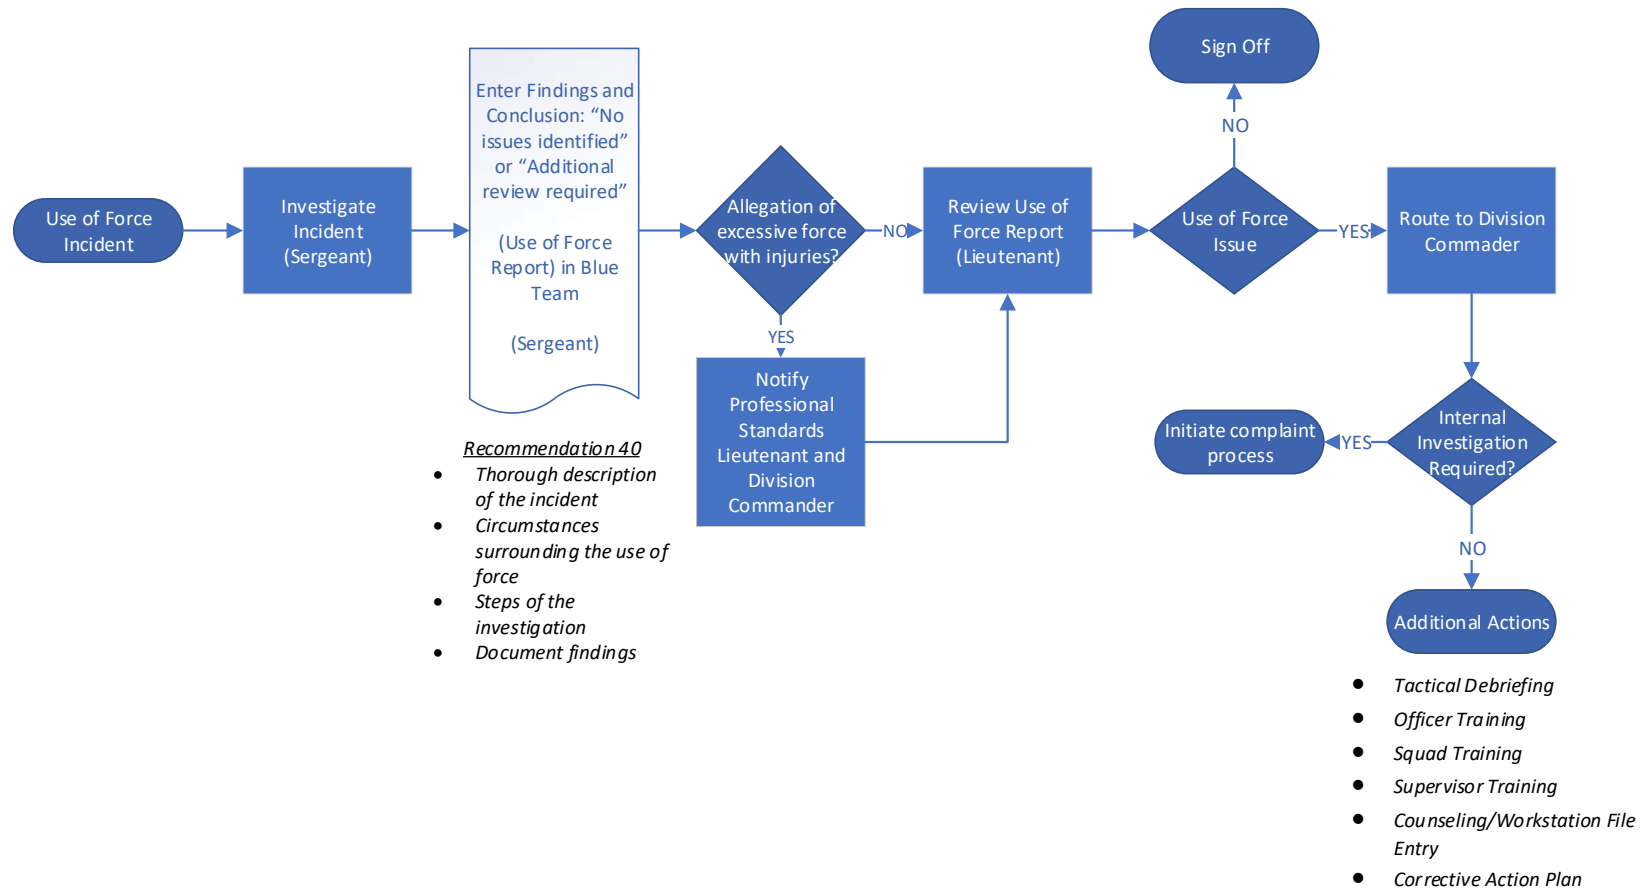 Use of Force
Incident
Investigate
Incident
(Sergeant)
Enter Findings and
Conclusion: “No
issues identified”
or “Additional
review required”
(Use of Force
Report) in Blue
Team
(Sergeant)
Recommendation 40
• Thorough description
of the incident
• Circumstances
surrounding the use of
force
• Steps of the
investigation
• Document findings
Allegation of
excessive force
with injuries?
NO
YES
Notify
Professional
Standards
Lieutenant and
Division
Commander
Review Use of
Force Report
(Lieutenant)
Use of Force
Issue
NO
Sign Off
YES
Route to Division
Commader
Internal
Investigation
Required?
YES
Initiate complaint
process
NO
Additional Actions
• Tactical Debriefing
• Officer Training
• Squad Training
• Supervisor Training
• Counseling/Workstation File
Entry
• Corrective Action Plan